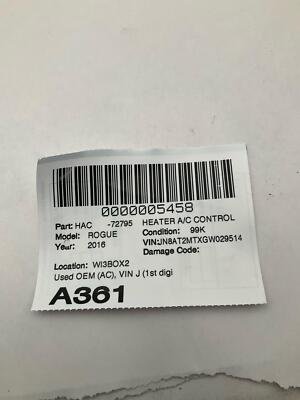 0000005458
Part: HAC -72795 HEATER A/C CONTROL
Model: ROGUE Condition: 99K
Year: 2016 VIN:JN8AT2MTXGW029514
Damage Code:
Location: WI3BOX2
Used OEM (AC), VIN J (1st digi
A361